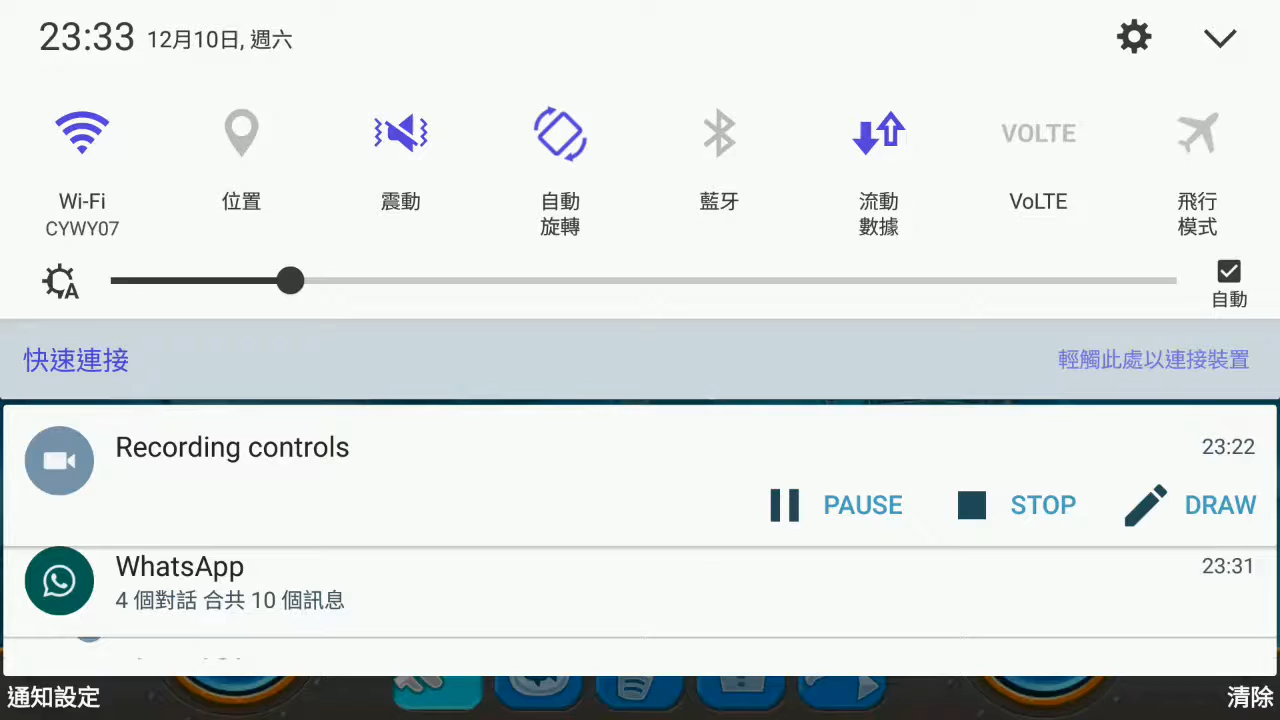 23:33 12月10日, 週六
Wi-Fi
CYWY07
位置
震動
自動
旋轉
藍牙
流動
數據
VOLTE
VoLTE
飛行
模式
A
自動
快速連接
輕觸此處以連接裝置
Recording controls
23:22
PAUSE
STOP
DRAW
WhatsApp
23:31
4 個對話 合共 10 個訊息
通知設定
清除